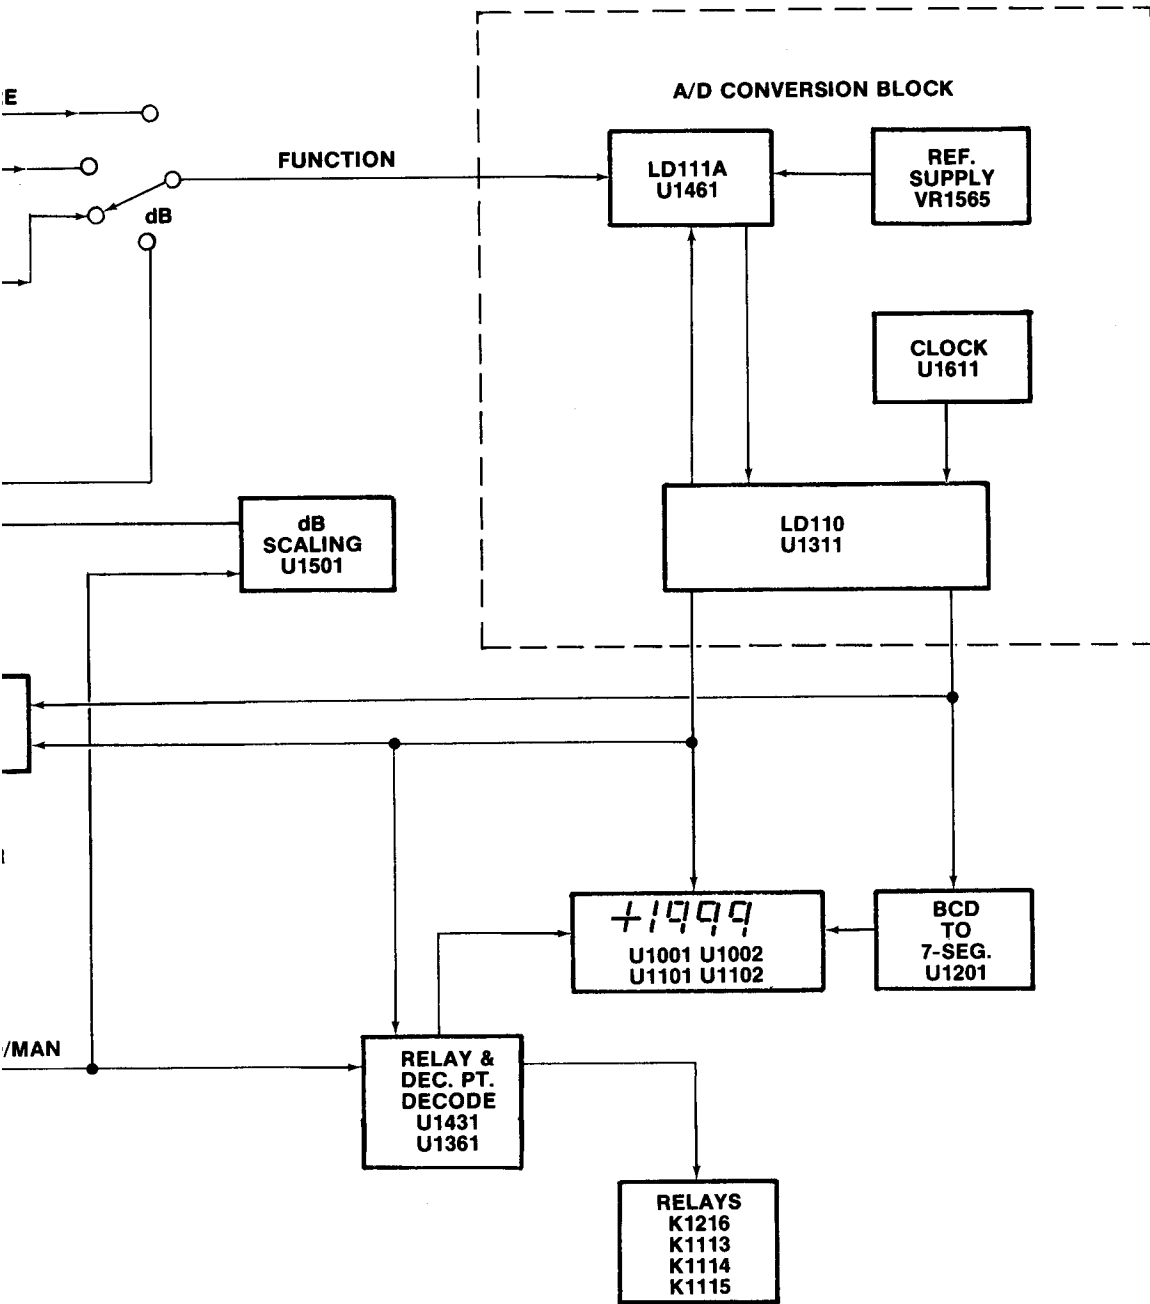 A/D CONVERSION BLOCK
E
FUNCTION
dB
LD111A
U1461
REF.
SUPPLY
VR1565
CLOCK
U1611
LD110
U1311
dB
SCALING
U1501
+1999
U1001 U1002
U1101 U1102
BCD
TO
7-SEG.
U1201
/MAN
RELAY &
DEC. PT.
DECODE
U1431
U1361
RELAYS
K1216
K1113
K1114
K1115